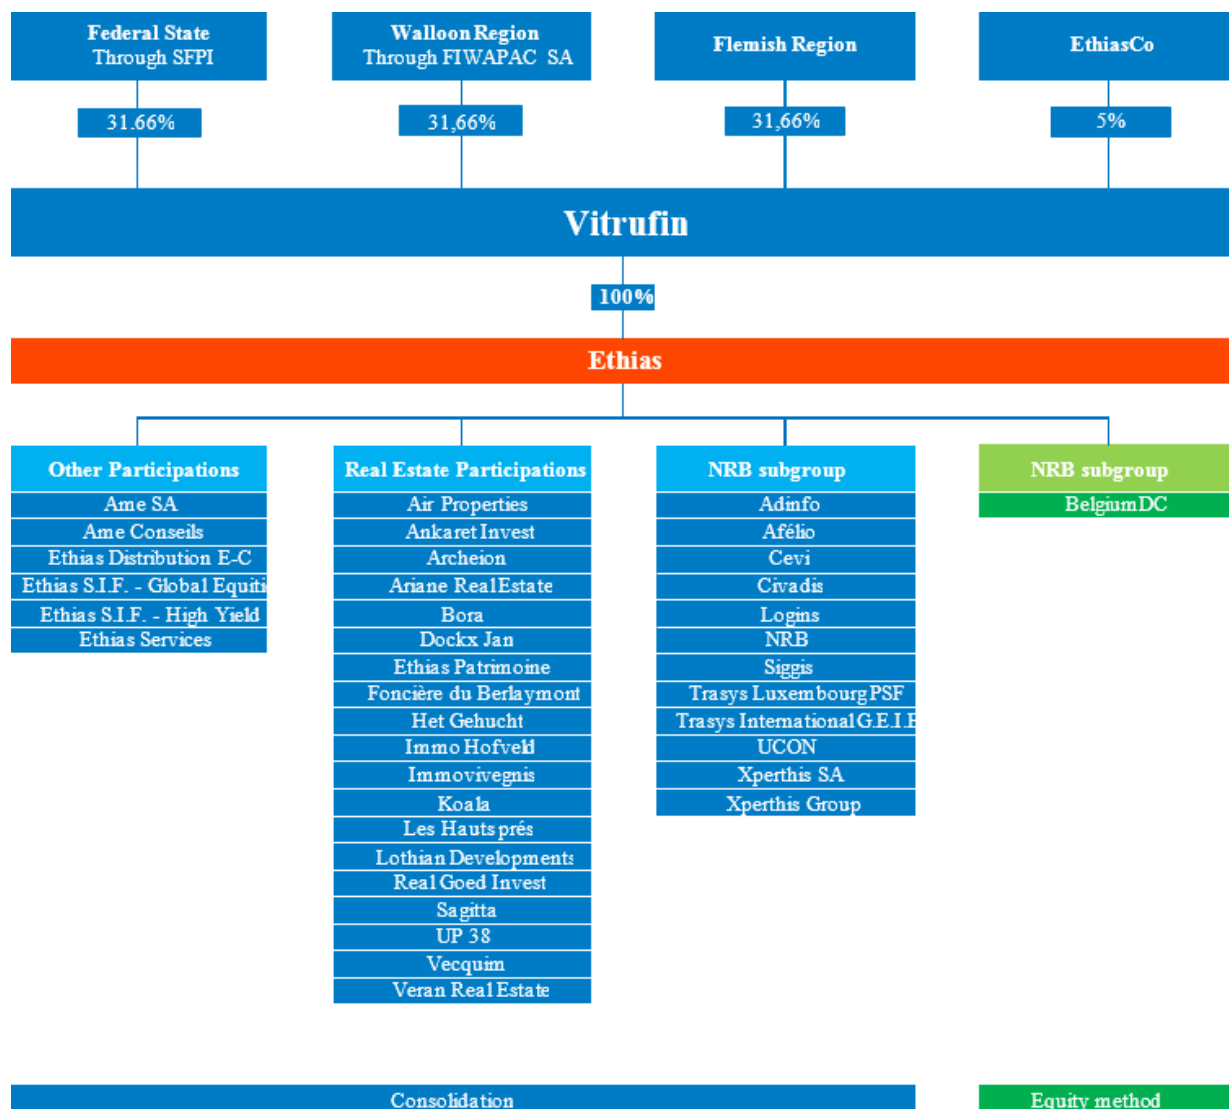 Federal State
Through SFPI
Walloon Region
Through FIWAPAC SA
Flemish Region
EthiasCo
31.66%
31,66%
31,66%
5%
Vitrufin
100%
Ethias
Other Participations
Ame SA
Ame Conseils
Ethias Distribution E-C
Ethias S.I.F. - Global Equiti
Ethias S.I.F. - High Yield
Ethias Services
Real Estate Participations
Air Properties
Ankaret Invest
Archeion
Ariane Real Estate
Bora
Dockx Jan
Ethias Patrimoine
Foncière du Berlaymont
Het Gehucht
Immo Hofveld
Immovivegnis
Koala
Les Hauts prés
Lothian Developments
Real Goed Invest
Sagitta
UP 38
Vecquim
Veran Real Estate
NRB subgroup
Adinfo
Afélio
Cevi
Civadis
Logins
NRB
Siggis
Trasys Luxembourg PSF
Trasys International G.E.I.E
UCON
Xperthis SA
Xperthis Group
NRB subgroup
Belgium DC
Consolidation
Equity method